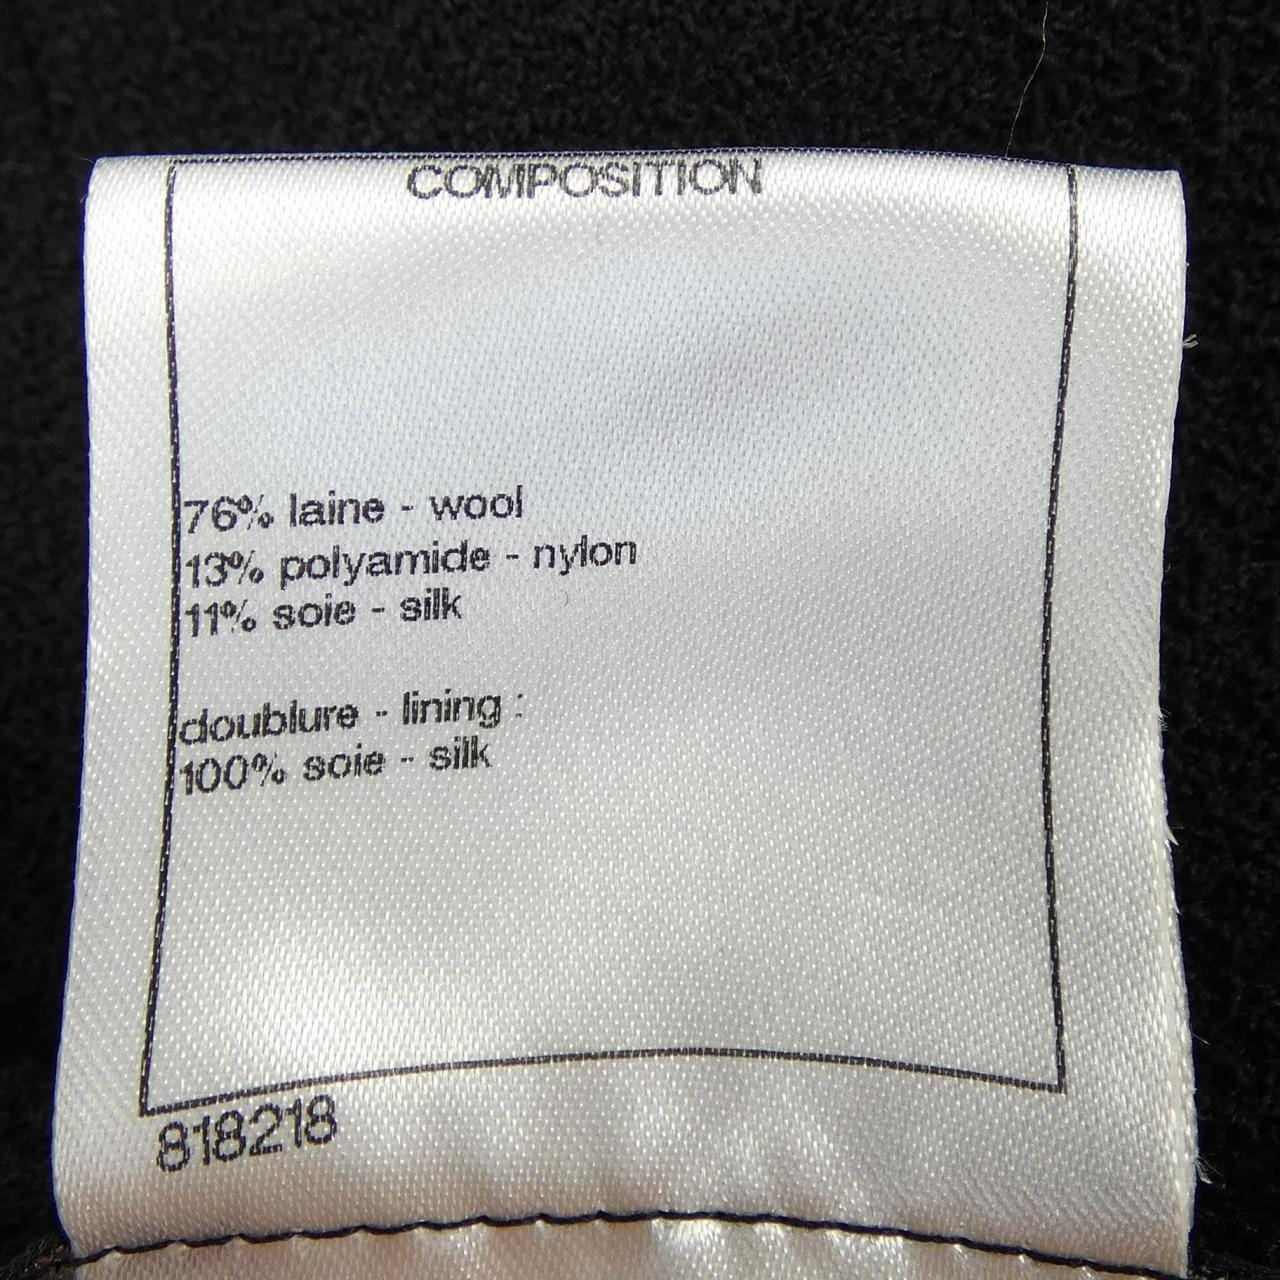 COMPOSITION
76% laine - wool
13% polyamide - nylon
11% soie - silk
doublure - lining :
100% soie - silk
818218